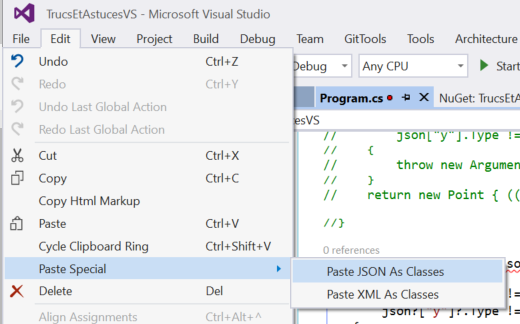 TrucsEtAstucesVS - Microsoft Visual Studio
File Edit View Project Build Debug Team GitTools Tools Architecture
Debug Any CPU Start
Program.cs NuGet: TrucsEtA
cesVS
Undo Ctrl+Z
Redo Ctrl+Y
Undo Last Global Action
Redo Last Global Action
Cut Ctrl+X
Copy Ctrl+C
Copy Html Markup
Paste Ctrl+V
Cycle Clipboard Ring Ctrl+Shift+V
Paste Special
Delete Del
Align Assignments Ctrl+Alt+^
Paste JSON As Classes
Paste XML As Classes
// json["y"].Type !=
// {
// throw new Argumen
// }
// return new Point { ((
//}
0 references
so
!=
json?["y"]?.Type !=